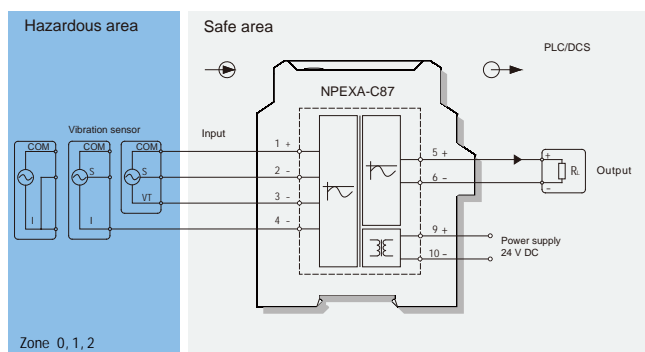 Hazardous area
Safe area
PLC/DCS
NPEXA-C87
Vibration sensor
Input
COM
COM
COM
1 +
5 +
+
S
S
2 -
6 -
RL
Output
VT
3 -
-
I
I
4 -
9 +
Power supply
24 V DC
10 -
Zone 0, 1, 2